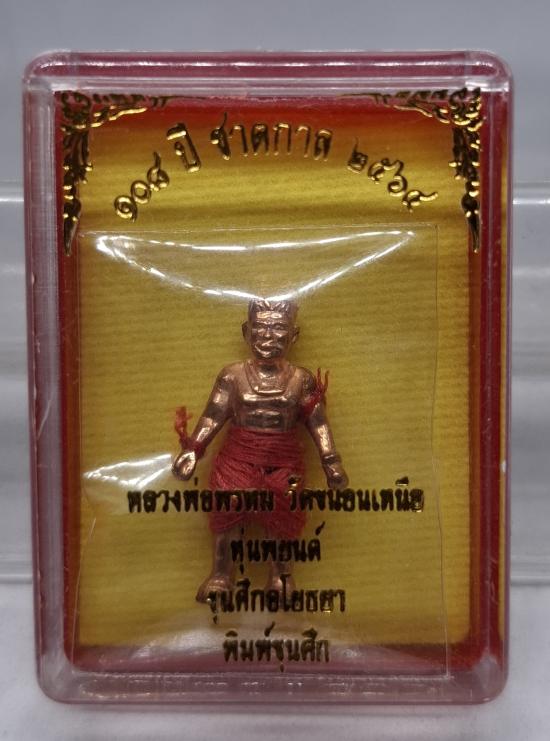 ๑๐๘ ปี ชาตกาล ๒๕๖๔
หลวงพ่อพรหม วัดขนอนเหนือ
หุ่นพยนต์
ขุนศึกอโยธยา
พิมพ์ขุนศึก